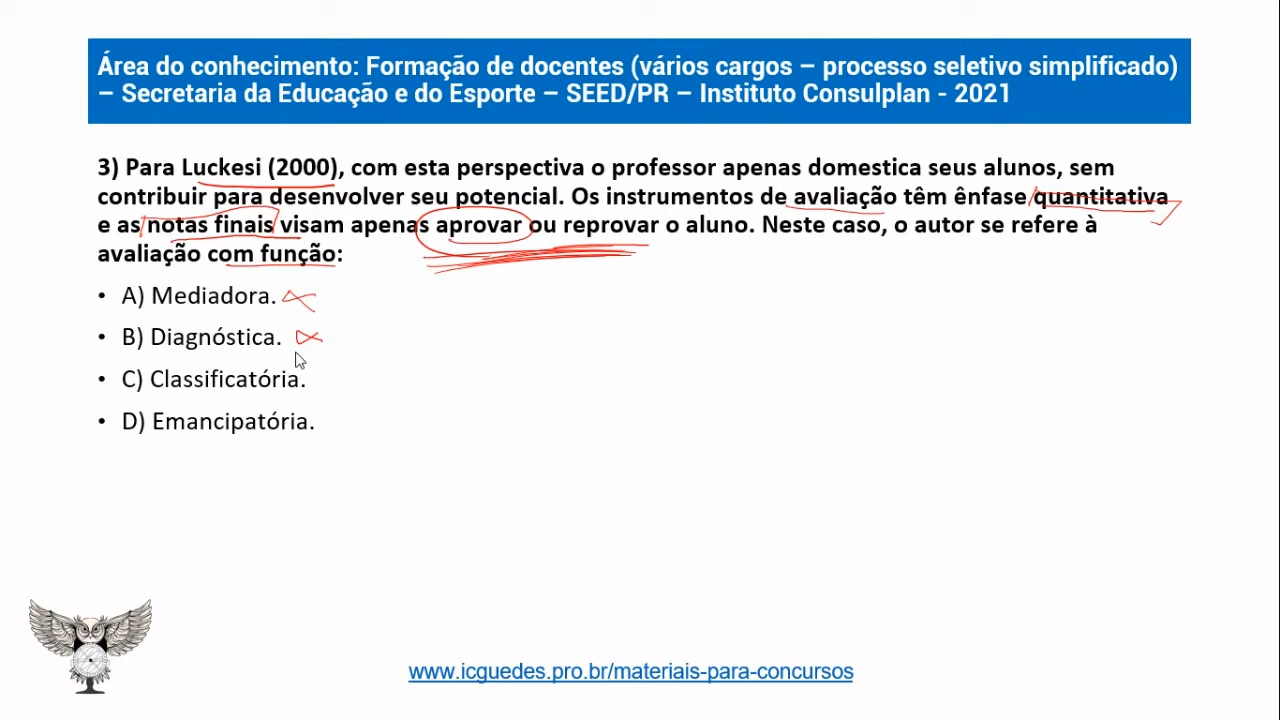 Área do conhecimento: Formação de docentes (vários cargos – processo seletivo simplificado)
– Secretaria da Educação e do Esporte – SEED/PR – Instituto Consulplan - 2021
3) Para Luckesi (2000), com esta perspectiva o professor apenas domestica seus alunos, sem
contribuir para desenvolver seu potencial. Os instrumentos de avaliação têm ênfase quantitativa
e as notas finais visam apenas aprovar ou reprovar o aluno. Neste caso, o autor se refere à
avaliação com função:
• A) Mediadora.
• B) Diagnóstica.
• C) Classificatória.
• D) Emancipatória.
www.icguedes.pro.br/materiais-para-concursos